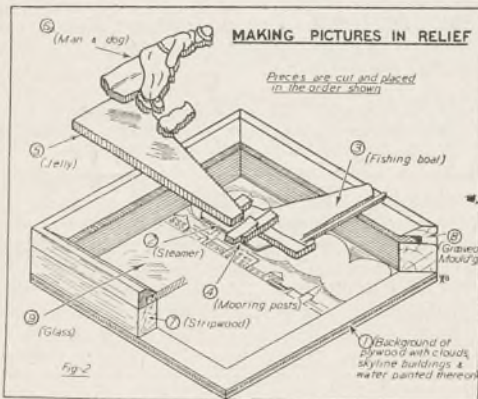 MAKING PICTURES IN RELIEF
Pieces are cut and placed
in the order shown
⑥
(Man & dog)
③
(Fishing boat)
⑤
(Jelly)
②
(Steamer)
④
(Mooring posts)
⑧
(Grooved
Mould'g
⑨
(Glass)
⑦
(Stripwood)
① (Background of
plywood with clouds,
skyline buildings &
water painted thereon
Fig-2